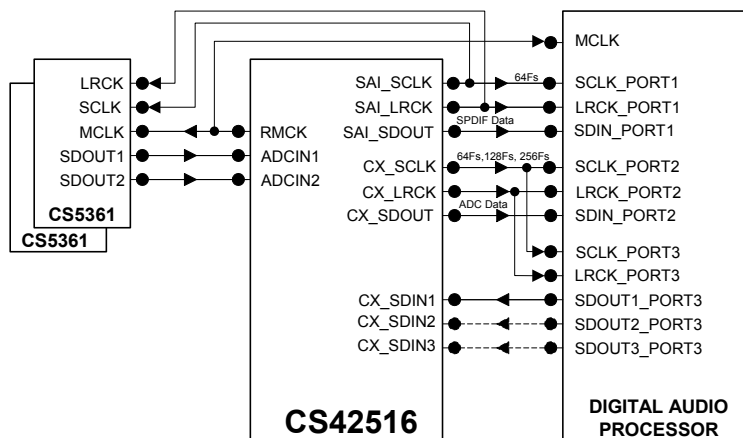 LRCK
SCLK
MCLK
SDOUT1
SDOUT2
CS5361
CS5361
RMCK
ADCIN1
ADCIN2
SAI_SCLK
SAI_LRCK
SAI_SDOUT
CX_SCLK
CX_LRCK
CX_SDOUT
CX_SDIN1
CX_SDIN2
CX_SDIN3
CS42516
64Fs
SPDIF Data
64Fs,128Fs, 256Fs
ADC Data
MCLK
SCLK_PORT1
LRCK_PORT1
SDIN_PORT1
SCLK_PORT2
LRCK_PORT2
SDIN_PORT2
SCLK_PORT3
LRCK_PORT3
SDOUT1_PORT3
SDOUT2_PORT3
SDOUT3_PORT3
DIGITAL AUDIO
PROCESSOR